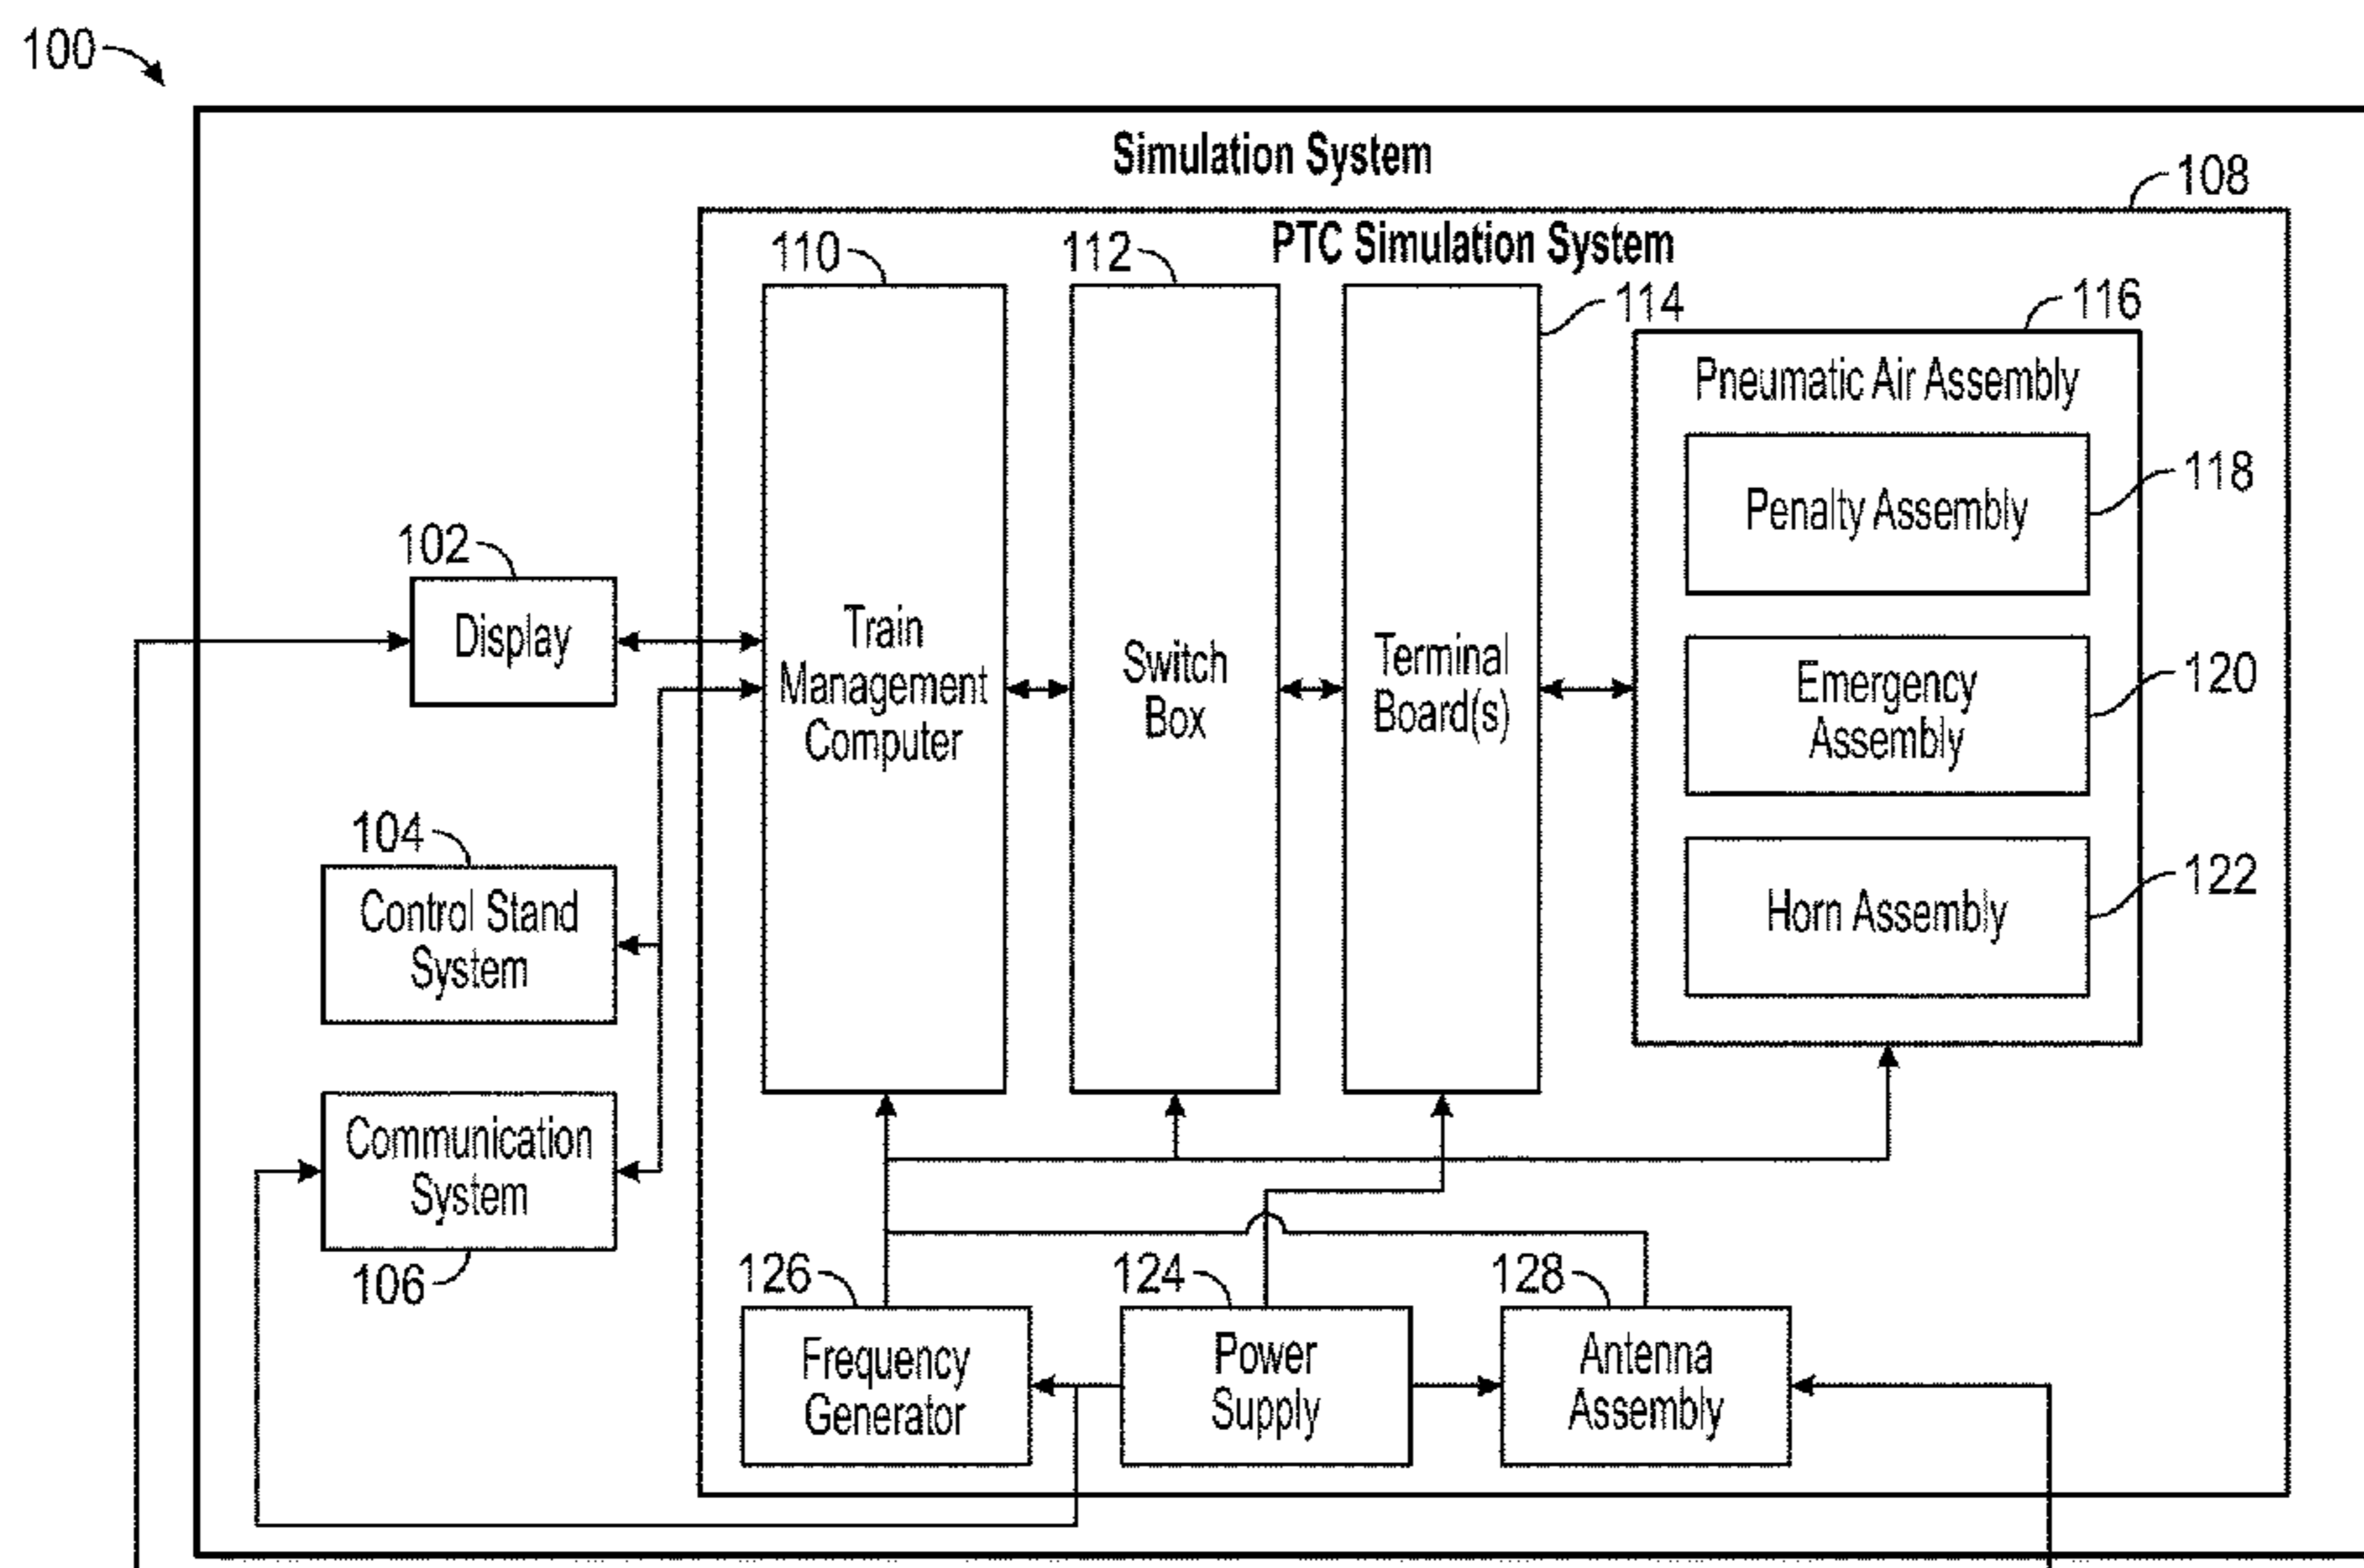 100
Simulation System
108
PTC Simulation System
110
112
114
116
Pneumatic Air Assembly
118
Penalty Assembly
102
Display
Train
Management
Computer
Switch
Box
Terminal
Board(s)
120
Emergency
Assembly
104
Control Stand
System
122
Horn Assembly
Communication
System
106
126
124
128
Frequency
Generator
Power
Supply
Antenna
Assembly